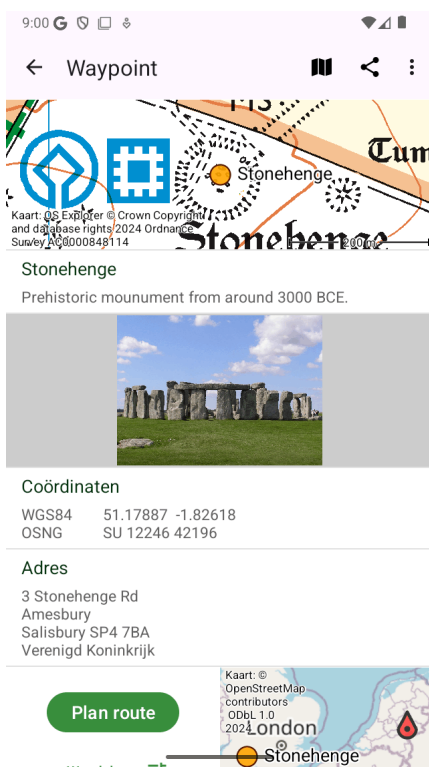 9:00
Waypoint
Tum
Stonehenge
Kaart: OS Explorer © Crown Copyright
and database rights 2024 Ordnance
Survey AC0000848114
Stonehenge
200 m
Stonehenge
Prehistoric mounument from around 3000 BCE.
Coördinaten
WGS84 51.17887 -1.82618
OSNG SU 12246 42196
Adres
3 Stonehenge Rd
Amesbury
Salisbury SP4 7BA
Verenigd Koninkrijk
Kaart: ©
OpenStreetMap
contributors
ODbL 1.0
2024
London
Plan route
Stonehenge